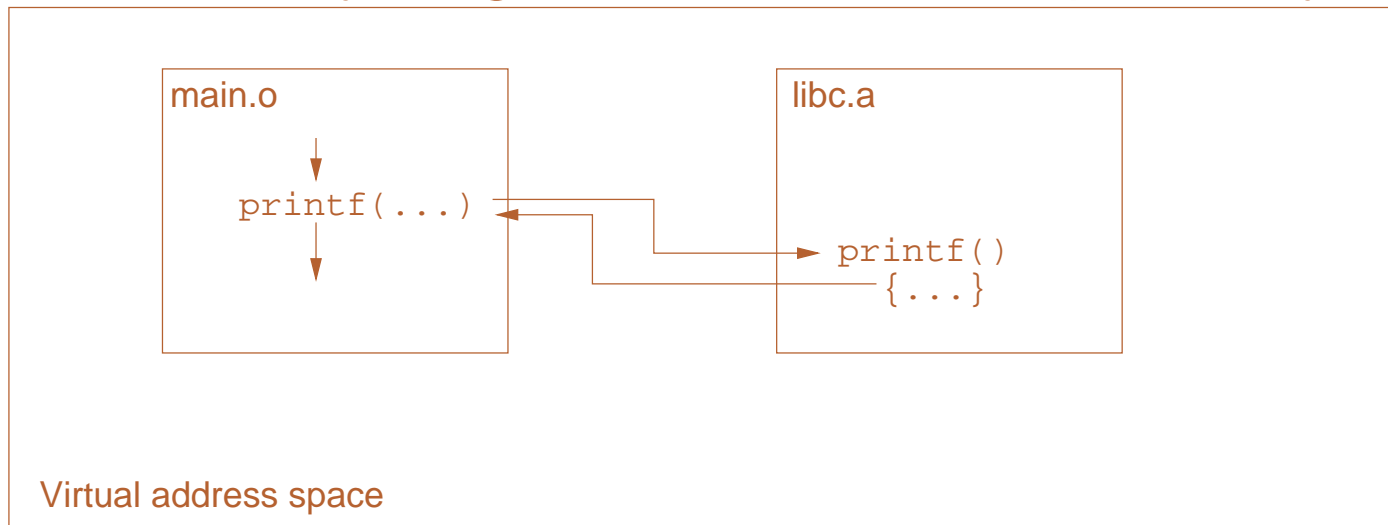 main.o
libc.a
printf(...)
printf()
{...}
Virtual address space